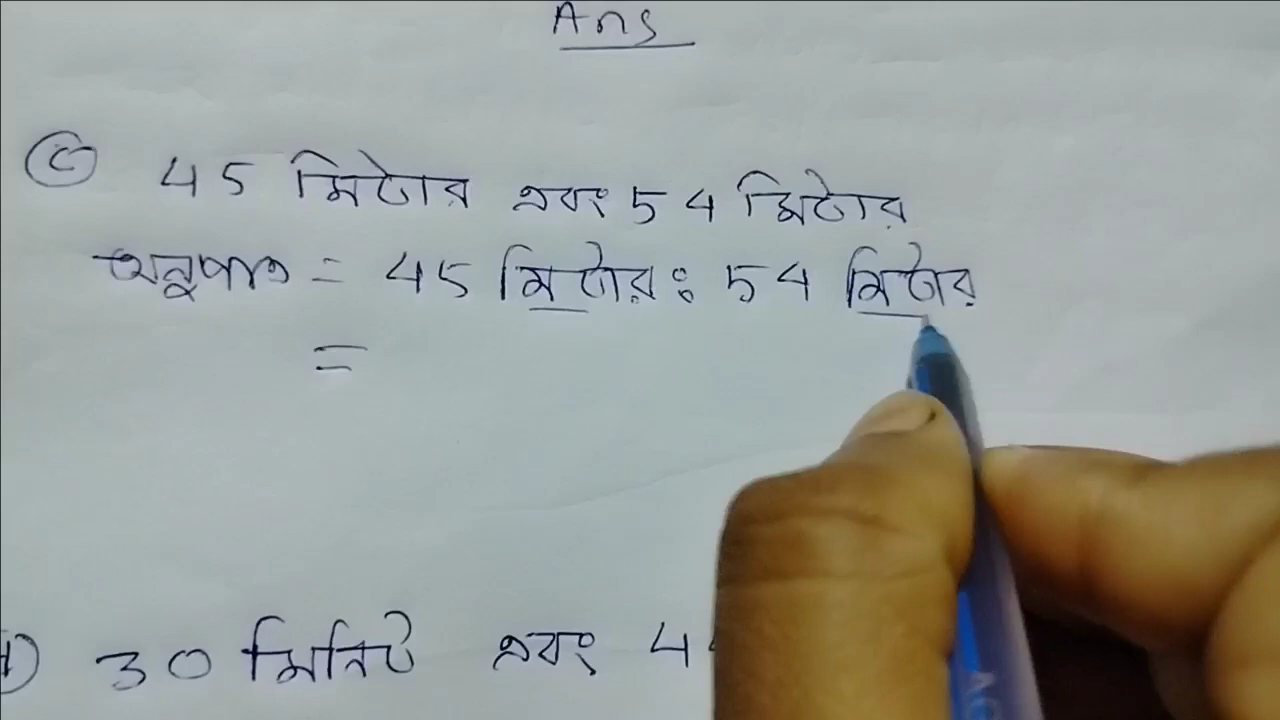 Ans
C 45 মিটার এবং 54 মিটার
অনুপাত = 45 মিটার : 54 মিটার
=
30 মিনিট এবং 4